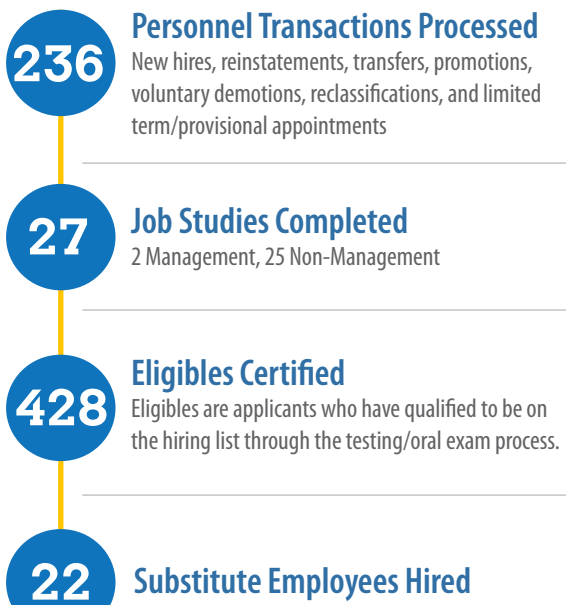 236
Personnel Transactions Processed
New hires, reinstatements, transfers, promotions,
voluntary demotions, reclassifications, and limited
term/provisional appointments
27
Job Studies Completed
2 Management, 25 Non-Management
428
Eligibles Certified
Eligibles are applicants who have qualified to be on
the hiring list through the testing/oral exam process.
22
Substitute Employees Hired